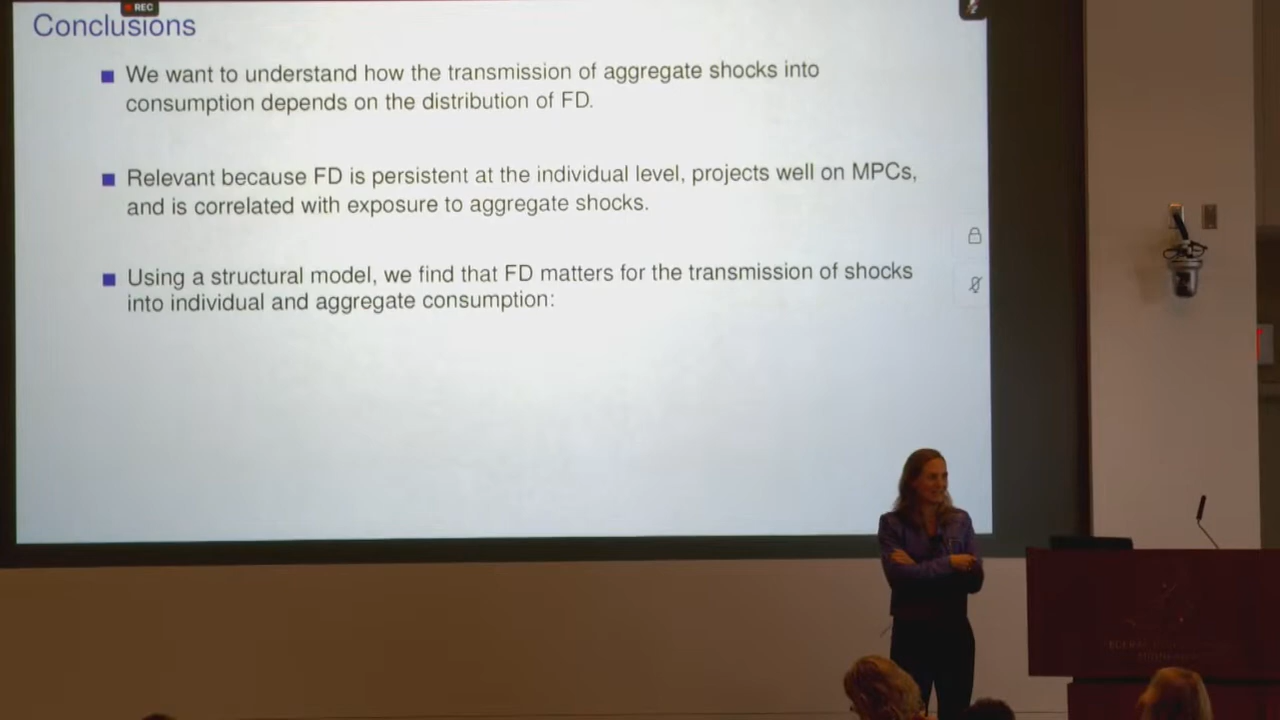 REC
Conclusions
We want to understand how the transmission of aggregate shocks into
consumption depends on the distribution of FD.
Relevant because FD is persistent at the individual level, projects well on MPCs,
and is correlated with exposure to aggregate shocks.
Using a structural model, we find that FD matters for the transmission of shocks
into individual and aggregate consumption: